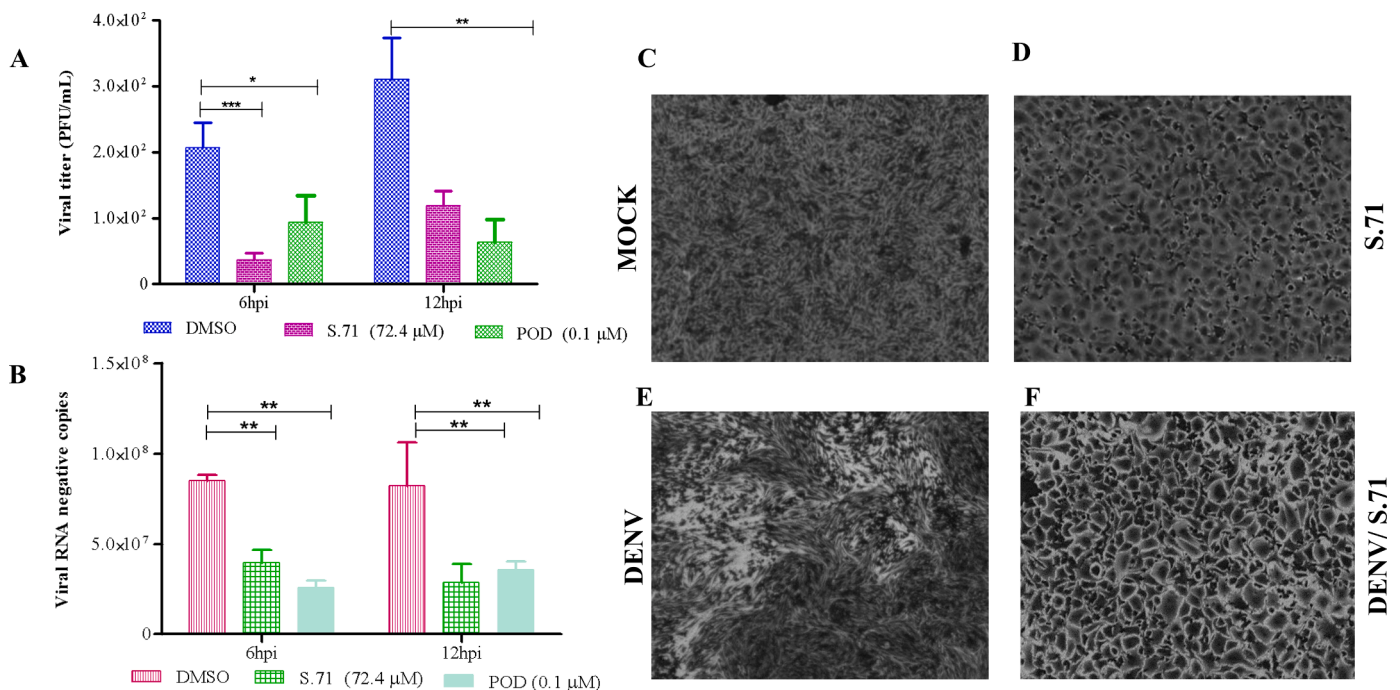 A
Viral titer (PFU/mL)
4.0x10²
3.0x10²
2.0x10²
1.0x10²
0
*
***
**
6hpi
12hpi
DMSO
S.71 (72.4 µM)
POD (0.1 µM)
B
Viral RNA negative copies
1.5x10⁸
1.0x10⁸
5.0x10⁷
0
**
**
**
**
6hpi
12hpi
DMSO
S.71 (72.4 µM)
POD (0.1 µM)
C
MOCK
D
S.71
E
DENV
F
DENV/ S.71